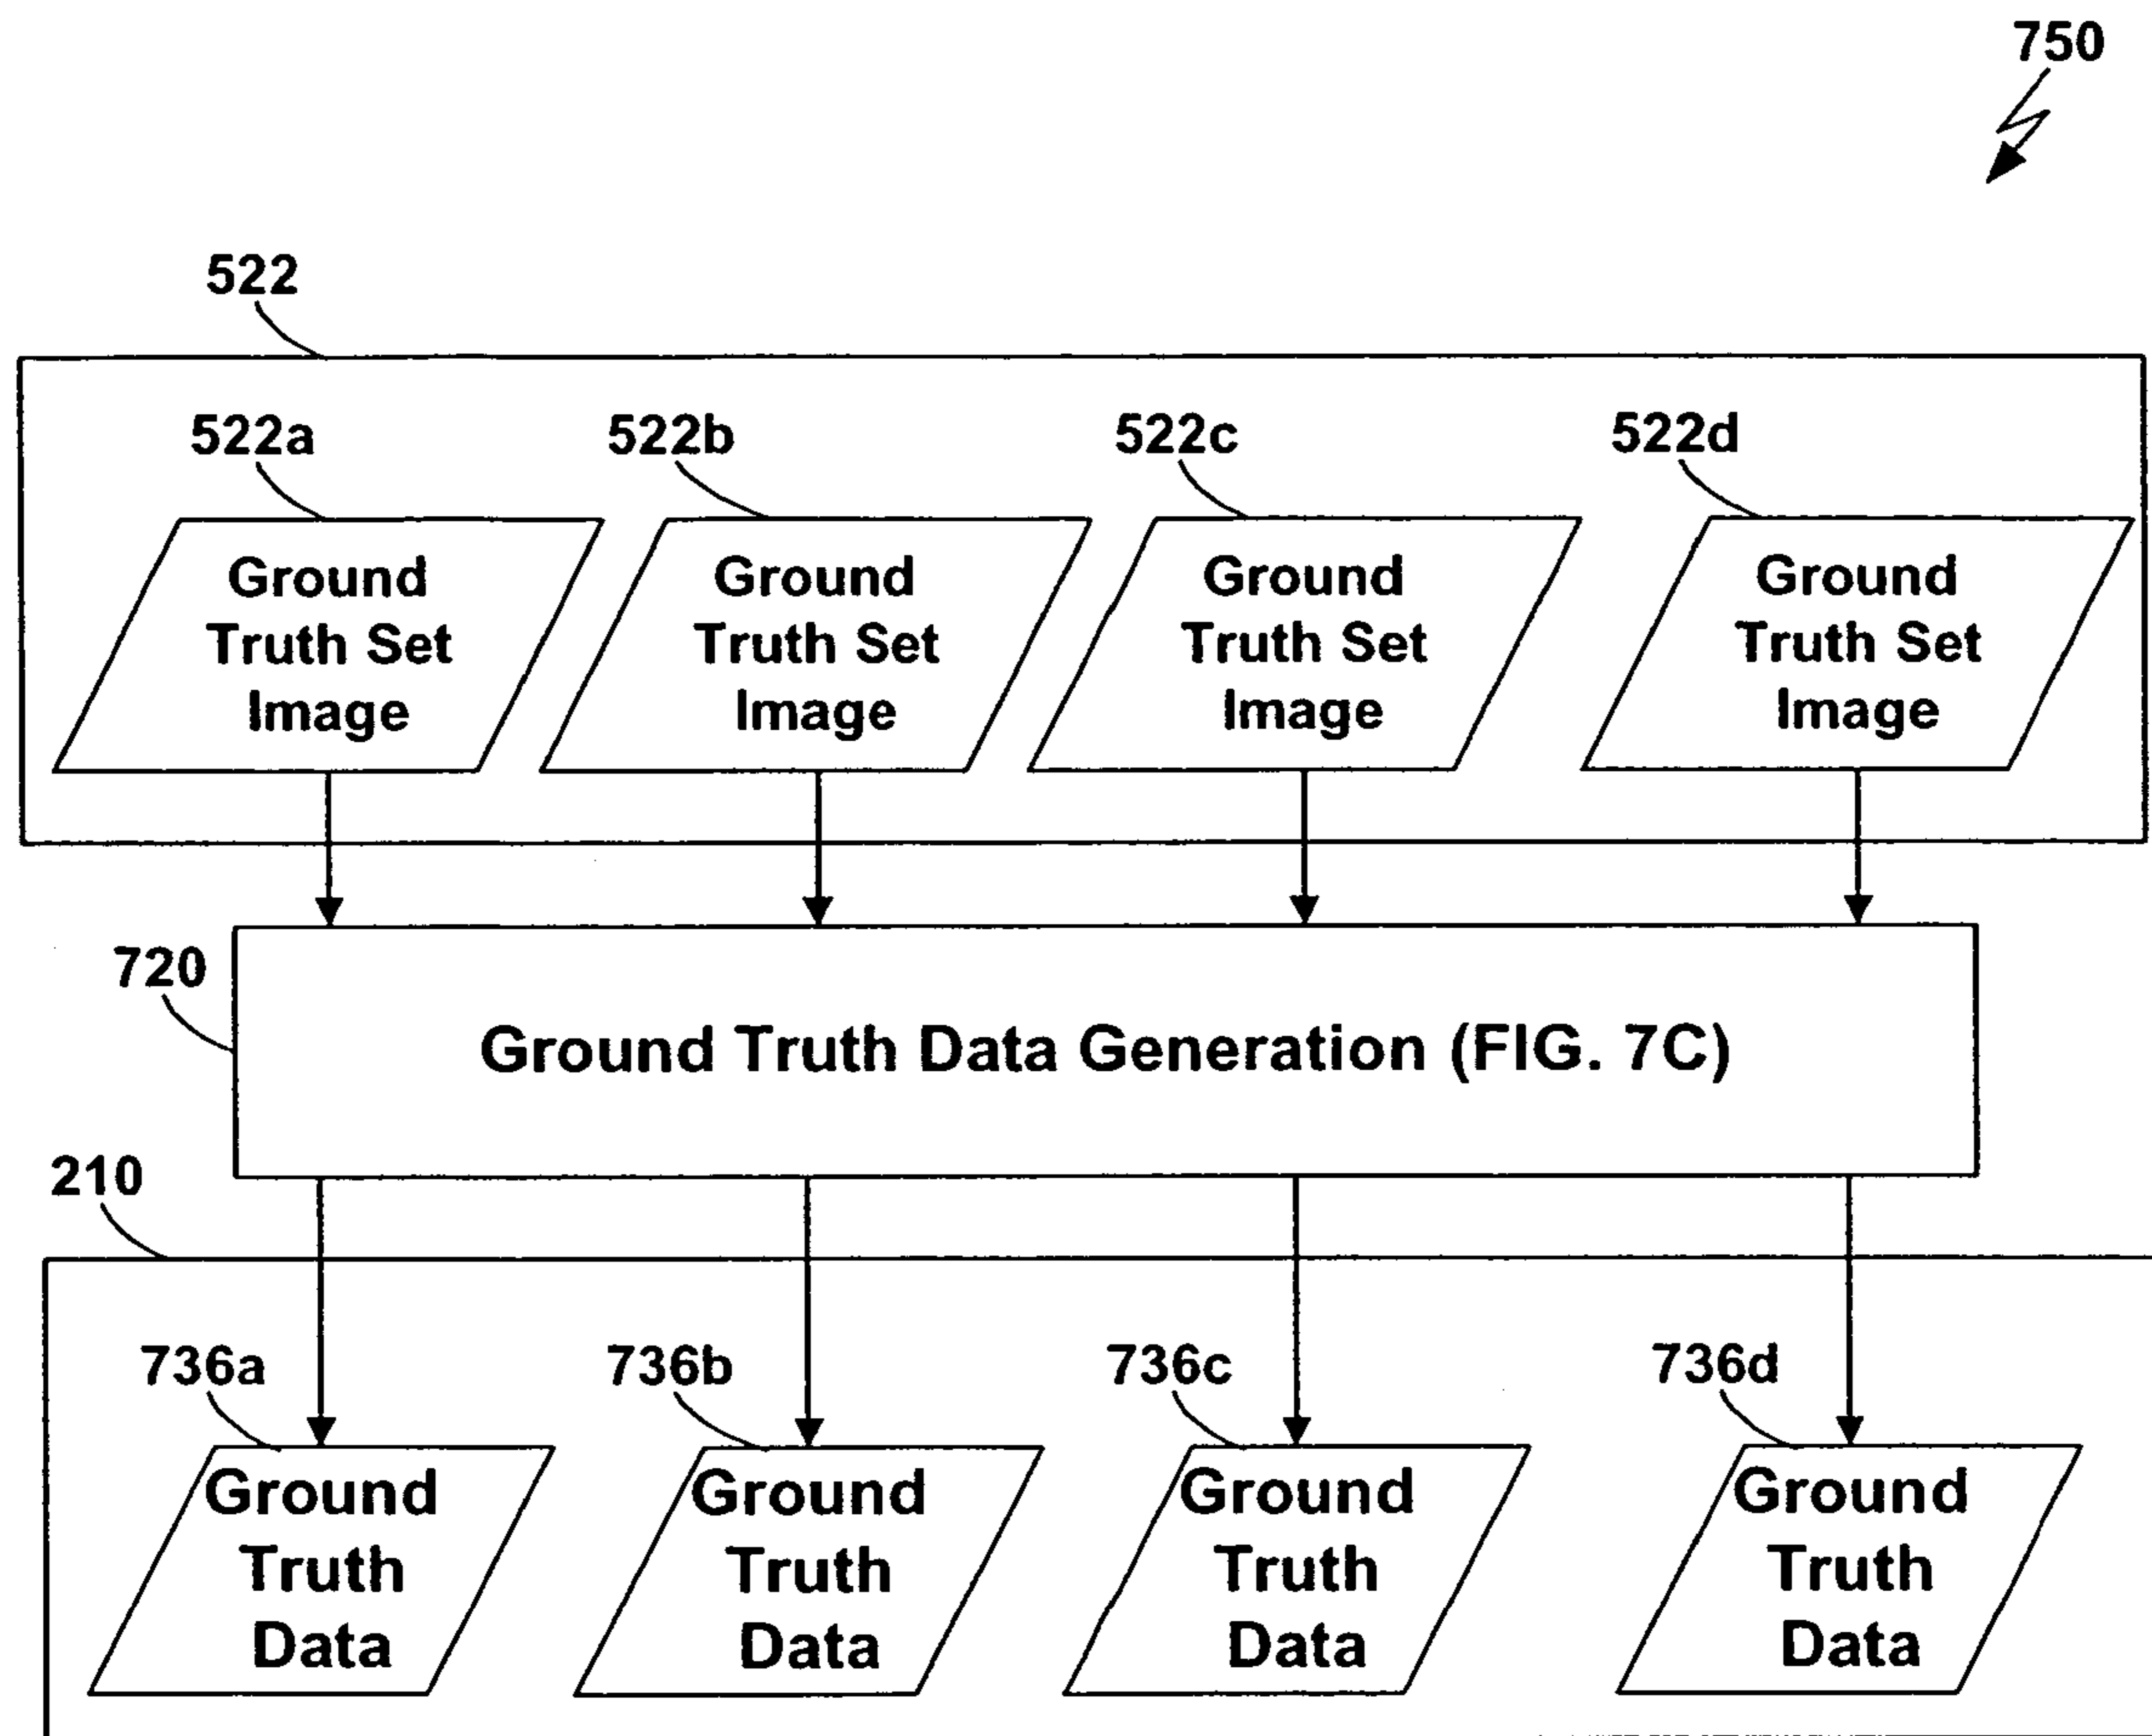 750
522
522a 522b 522c 522d
Ground Ground Ground Ground
Truth Set Truth Set Truth Set Truth Set
Image Image Image Image
720
Ground Truth Data Generation (FIG. 7C)
210
736a 736b 736c 736d
Ground Ground Ground Ground
Truth Truth Truth Truth
Data Data Data Data